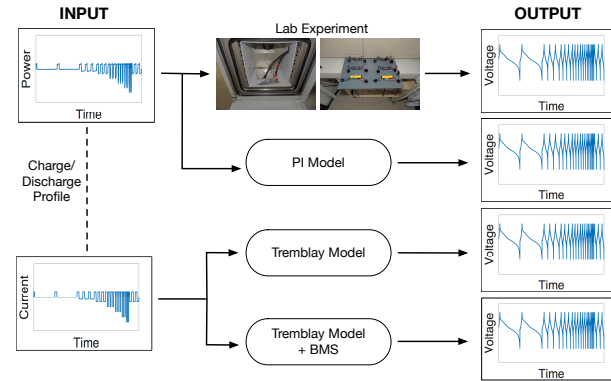 INPUT
OUTPUT
Lab Experiment
Power
Time
Voltage
Time
PI Model
Voltage
Time
Charge/
Discharge
Profile
Tremblay Model
Voltage
Time
Current
Time
Tremblay Model
+ BMS
Voltage
Time